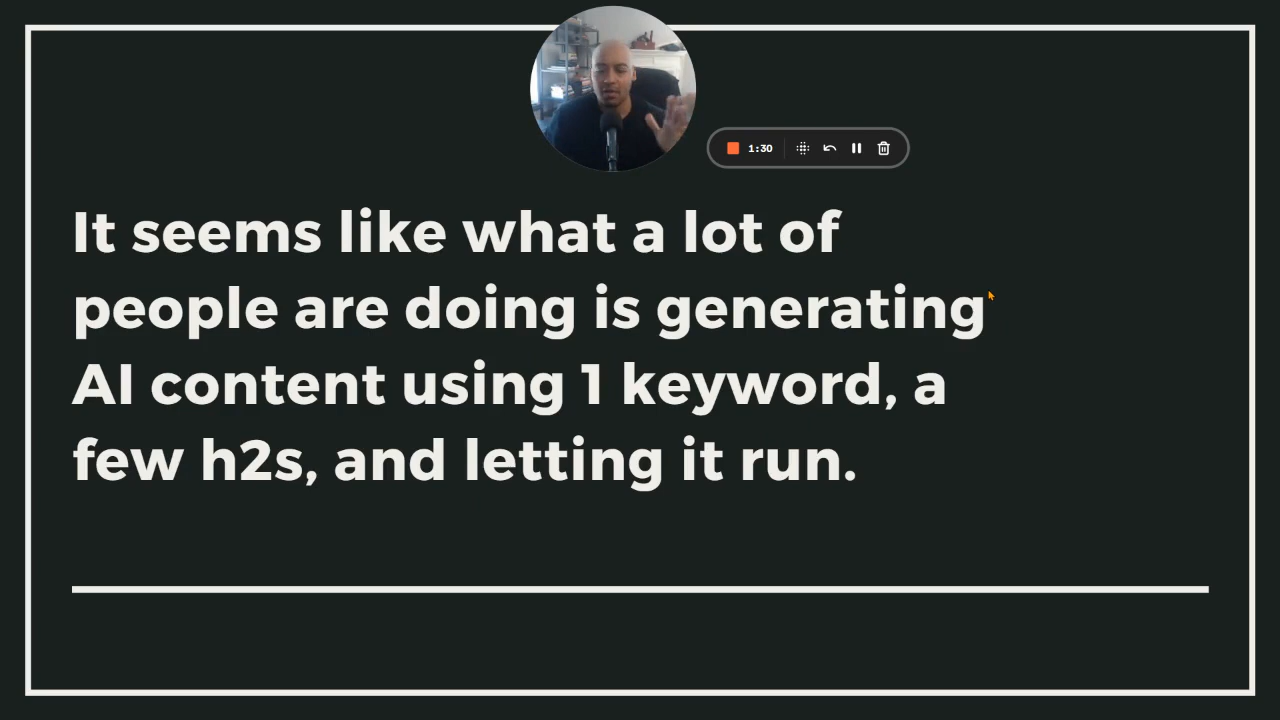 1:30
It seems like what a lot of
people are doing is generating
AI content using 1 keyword, a
few h2s, and letting it run.